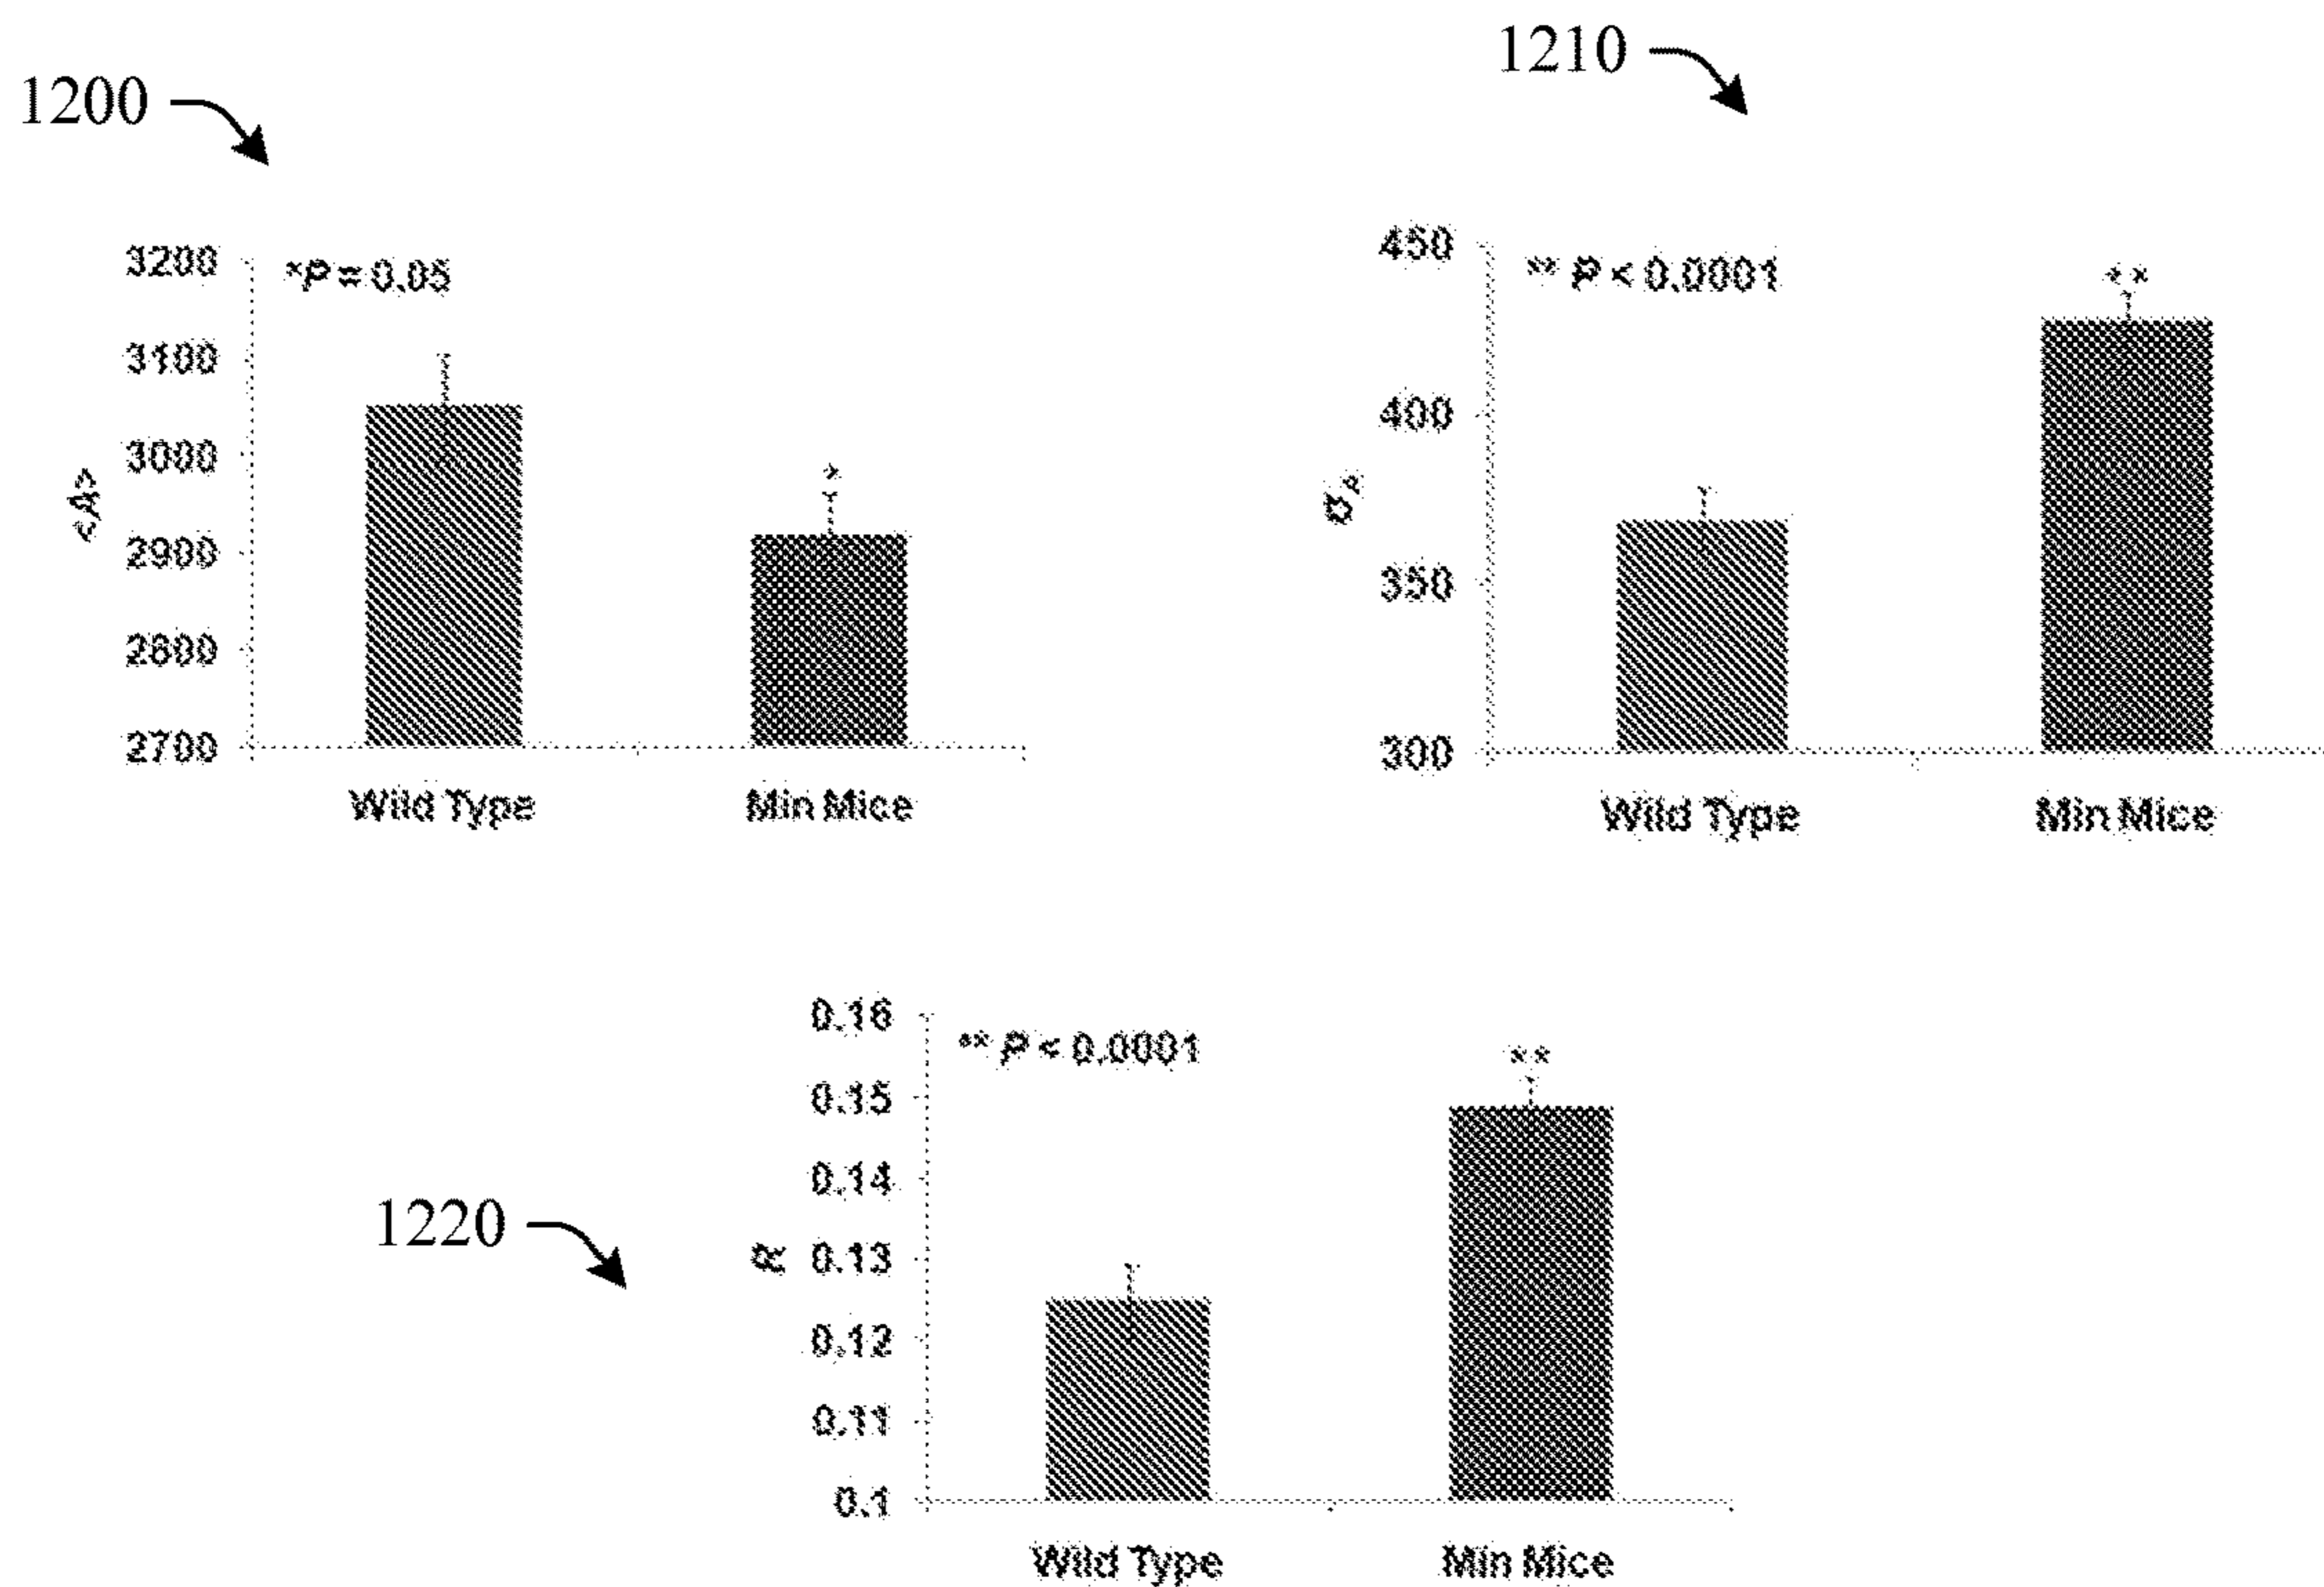 1200
1210
3200
3100
3000
2900
2800
2700
<A>
*P = 0.05
*
Wild Type
Min Mice
450
400
350
300
σA
** P < 0.0001
**
Wild Type
Min Mice
1220
0.16
0.15
0.14
0.13
0.12
0.11
0.1
R
** P < 0.0001
**
Wild Type
Min Mice